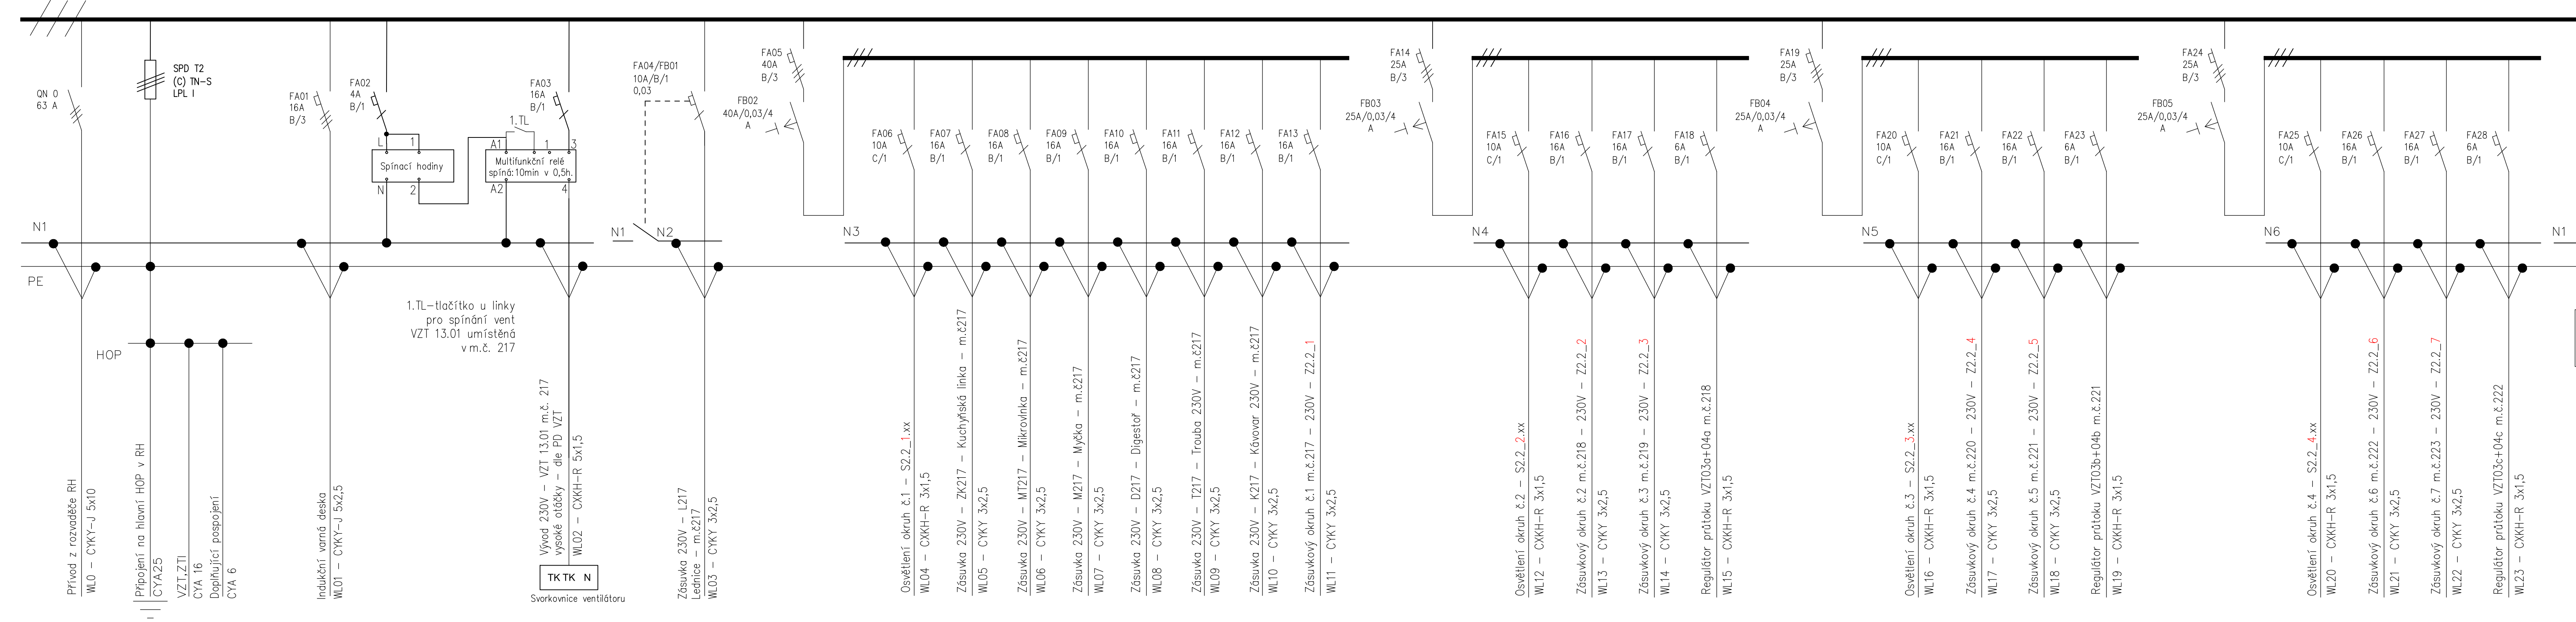 QN 0
63 A
SPD T2
(C) TN-S
LPL I
FA01
16A
B/3
FA02
4A
B/1
FA03
16A
B/1
1.TL
L
1
Spínací hodiny
N
2
A1
1
3
Multifunkční relé
spíná:10min v 0,5h.
A2
4
FA04/FB01
10A/B/1
0,03
FA05
40A
B/3
FB02
40A/0,03/4
A
FA06
10A
C/1
FA07
16A
B/1
FA08
16A
B/1
FA09
16A
B/1
FA10
16A
B/1
FA11
16A
B/1
FA12
16A
B/1
FA13
16A
B/1
FA14
25A
B/3
FB03
25A/0,03/4
A
FA15
10A
C/1
FA16
16A
B/1
FA17
16A
B/1
FA18
6A
B/1
FA19
25A
B/3
FB04
25A/0,03/4
A
FA20
10A
C/1
FA21
16A
B/1
FA22
16A
B/1
FA23
6A
B/1
FA24
25A
B/3
FB05
25A/0,03/4
A
FA25
10A
C/1
FA26
16A
B/1
FA27
16A
B/1
FA28
6A
B/1
N1
N1
N2
N3
N4
N5
N6
N1
PE
HOP
1.TL-tlačítko u linky
pro spínání vent
VZT 13.01 umístěná
v m.č. 217
Přívod z rozvaděče RH
WL0 - CYKY-J 5x10
Připojení na hlavní HOP v RH
CYA25
VZT,ZTI
CYA 16
Doplňující pospojení
CYA 6
Indukční varná deska
WL01 - CYKY-J 5x2,5
Vývod 230V - VZT 13.01 m.č. 217
vysoké otáčky - dle PD VZT
WL02 - CXKH-R 5x1,5
TK TK N
Svorkovnice ventilátoru
Zásuvka 230V - L217
Lednice - m.č217
WL03 - CYKY 3x2,5
Osvětlení okruh č.1 - S2.2_1.xx
WL04 - CXKH-R 3x1,5
Zásuvka 230V - ZK217 - Kuchyňská linka - m.č217
WL05 - CYKY 3x2,5
Zásuvka 230V - MT217 - Mikrovlnka - m.č217
WL06 - CYKY 3x2,5
Zásuvka 230V - M217 - Myčka - m.č217
WL07 - CYKY 3x2,5
Zásuvka 230V - D217 - Digestoř - m.č217
WL08 - CYKY 3x2,5
Zásuvka 230V - T217 - Trouba 230V - m.č217
WL09 - CYKY 3x2,5
Zásuvka 230V - K217 - Kávovar 230V - m.č217
WL10 - CYKY 3x2,5
Zásuvkový okruh č.1 m.č.217 - 230V - Z2.2_1
WL11 - CYKY 3x2,5
Osvětlení okruh č.2 - S2.2_2.xx
WL12 - CXKH-R 3x1,5
Zásuvkový okruh č.2 m.č.218 - 230V - Z2.2_2
WL13 - CYKY 3x2,5
Zásuvkový okruh č.3 m.č.219 - 230V - Z2.2_3
WL14 - CYKY 3x2,5
Regulátor průtoku VZT03a+04a m.č.218
WL15 - CXKH-R 3x1,5
Osvětlení okruh č.3 - S2.2_3.xx
WL16 - CXKH-R 3x1,5
Zásuvkový okruh č.4 m.č.220 - 230V - Z2.2_4
WL17 - CYKY 3x2,5
Zásuvkový okruh č.5 m.č.221 - 230V - Z2.2_5
WL18 - CYKY 3x2,5
Regulátor průtoku VZT03b+04b m.č.221
WL19 - CXKH-R 3x1,5
Osvětlení okruh č.4 - S2.2_4.xx
WL20 - CXKH-R 3x1,5
Zásuvkový okruh č.6 m.č.222 - 230V - Z2.2_6
WL21 - CYKY 3x2,5
Zásuvkový okruh č.7 m.č.223 - 230V - Z2.2_7
WL22 - CYKY 3x2,5
Regulátor průtoku VZT03c+04c m.č.222
WL23 - CXKH-R 3x1,5